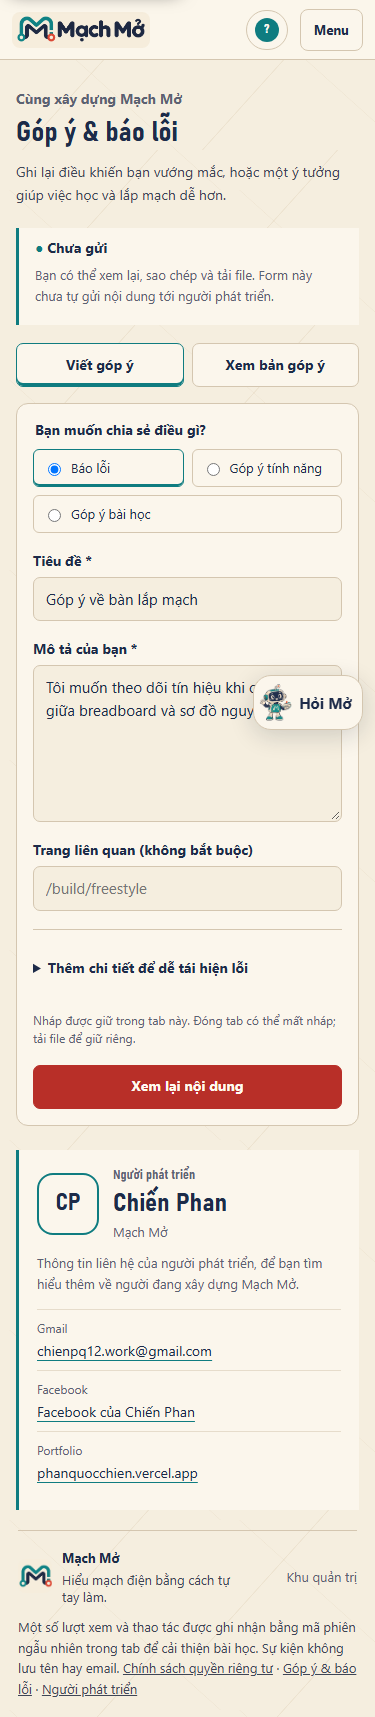 Mạch Mở
?
Menu
Cùng xây dựng Mạch Mở
Góp ý & báo lỗi
Ghi lại điều khiến bạn vướng mắc, hoặc một ý tưởng
giúp việc học và lắp mạch dễ hơn.
Chưa gửi
Bạn có thể xem lại, sao chép và tải file. Form này
chưa tự gửi nội dung tới người phát triển.
Viết góp ý
Xem bản góp ý
Bạn muốn chia sẻ điều gì?
Báo lỗi
Góp ý tính năng
Góp ý bài học
Tiêu đề *
Góp ý về bàn lắp mạch
Mô tả của bạn *
Tôi muốn theo dõi tín hiệu khi
giữa breadboard và sơ đồ
Hỏi Mở
Trang liên quan (không bắt buộc)
/build/freestyle
Thêm chi tiết để dễ tái hiện lỗi
Nháp được giữ trong tab này. Đóng tab có thể mất nháp;
tải file để giữ riêng.
Xem lại nội dung
CP
Người phát triển
Chiến Phan
Mạch Mở
Thông tin liên hệ của người phát triển, để bạn tìm
hiểu thêm về người đang xây dựng Mạch Mở.
Gmail
chienpq12.work@gmail.com
Facebook
Facebook của Chiến Phan
Portfolio
phanquocchien.vercel.app
Mạch Mở
Hiểu mạch điện bằng cách tự
tay làm.
Khu quản trị
Một số lượt xem và thao tác được ghi nhận bằng mã phiên
ngẫu nhiên trong tab để cải thiện bài học. Sự kiện không
lưu tên hay email. Chính sách quyền riêng tư · Góp ý & báo
lỗi · Người phát triển